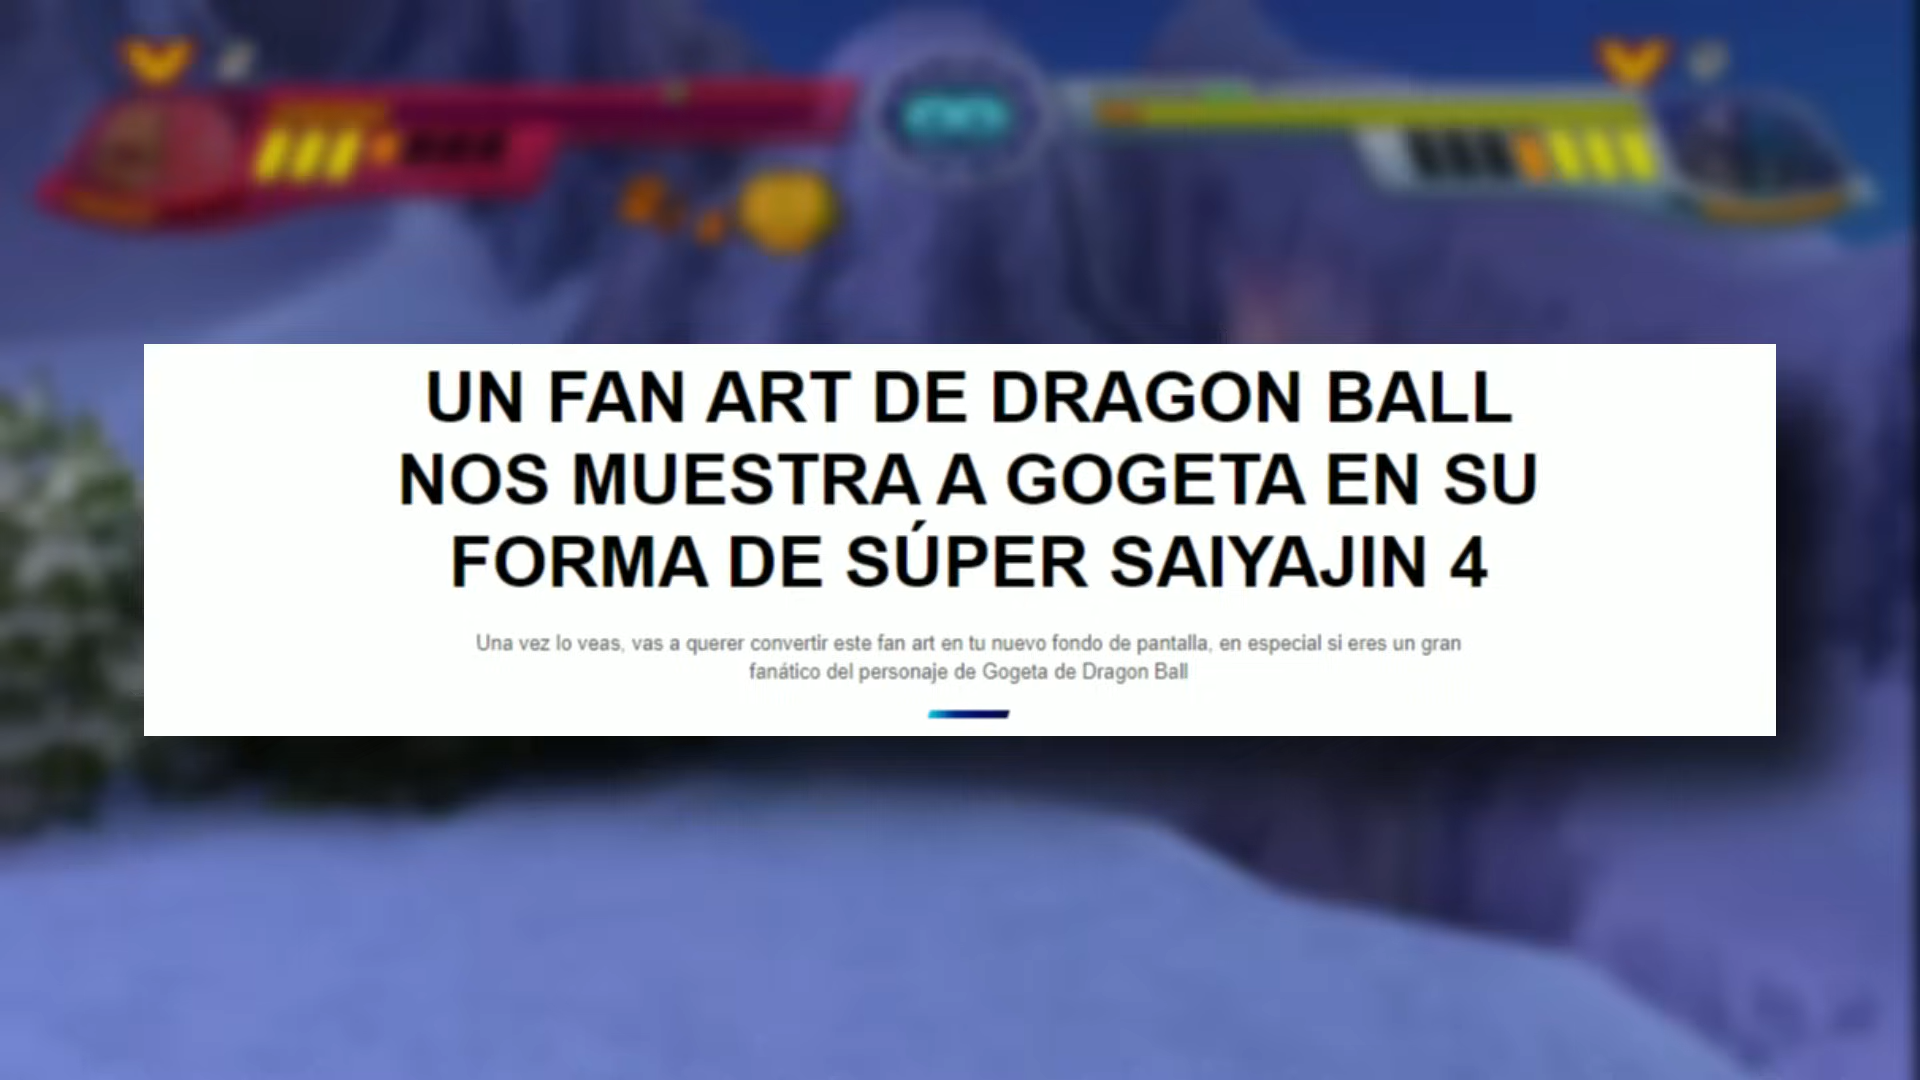 UN FAN ART DE DRAGON BALL
NOS MUESTRA A GOGETA EN SU
FORMA DE SÚPER SAIYAJIN 4
Una vez lo veas, vas a querer convertir este fan art en tu nuevo fondo de pantalla, en especial si eres un gran
fanático del personaje de Gogeta de Dragon Ball